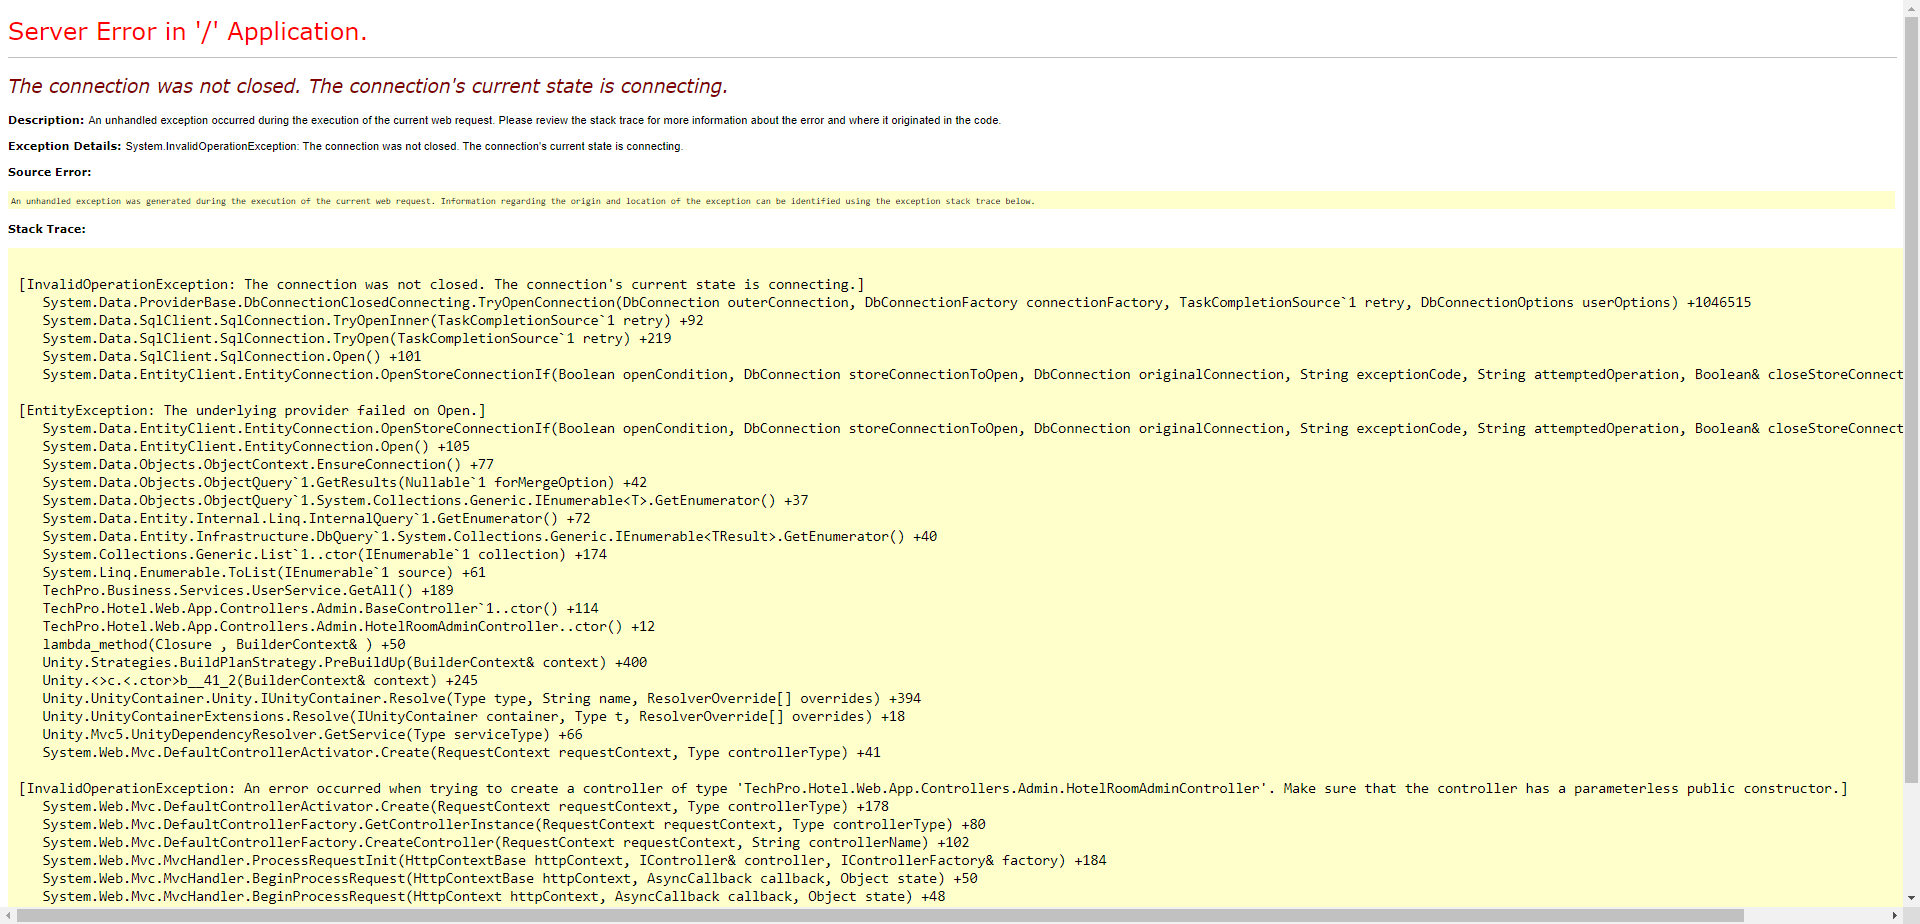 Server Error in '/' Application.
The connection was not closed. The connection's current state is connecting.
Description: An unhandled exception occurred during the execution of the current web request. Please review the stack trace for more information about the error and where it originated in the code.
Exception Details: System.InvalidOperationException: The connection was not closed. The connection's current state is connecting.
Source Error:
An unhandled exception was generated during the execution of the current web request. Information regarding the origin and location of the exception can be identified using the exception stack trace below.
Stack Trace:
[InvalidOperationException: The connection was not closed. The connection's current state is connecting.]
System.Data.ProviderBase.DbConnectionClosedConnecting.TryOpenConnection(DbConnection outerConnection, DbConnectionFactory connectionFactory, TaskCompletionSource`1 retry, DbConnectionOptions userOptions) +1046515
System.Data.SqlClient.SqlConnection.TryOpenInner(TaskCompletionSource`1 retry) +92
System.Data.SqlClient.SqlConnection.TryOpen(TaskCompletionSource`1 retry) +219
System.Data.SqlClient.SqlConnection.Open() +101
System.Data.EntityClient.EntityConnection.OpenStoreConnectionIf(Boolean openCondition, DbConnection storeConnectionToOpen, DbConnection originalConnection, String exceptionCode, String attemptedOperation, Boolean& closeStoreConnect
[EntityException: The underlying provider failed on Open.]
System.Data.EntityClient.EntityConnection.OpenStoreConnectionIf(Boolean openCondition, DbConnection storeConnectionToOpen, DbConnection originalConnection, String exceptionCode, String attemptedOperation, Boolean& closeStoreConnect
System.Data.EntityClient.EntityConnection.Open() +105
System.Data.Objects.ObjectContext.EnsureConnection() +77
System.Data.Objects.ObjectQuery`1.GetResults(Nullable`1 forMergeOption) +42
System.Data.Objects.ObjectQuery`1.System.Collections.Generic.IEnumerable<T>.GetEnumerator() +37
System.Data.Entity.Internal.Linq.InternalQuery`1.GetEnumerator() +72
System.Data.Entity.Infrastructure.DbQuery`1.System.Collections.Generic.IEnumerable<TResult>.GetEnumerator() +40
System.Collections.Generic.List`1..ctor(IEnumerable`1 collection) +174
System.Linq.Enumerable.ToList(IEnumerable`1 source) +61
TechPro.Business.Services.UserService.GetAll() +189
TechPro.Hotel.Web.App.Controllers.Admin.BaseController`1..ctor() +114
TechPro.Hotel.Web.App.Controllers.Admin.HotelRoomAdminController..ctor() +12
lambda_method(Closure , BuilderContext& ) +50
Unity.Strategies.BuildPlanStrategy.PreBuildUp(BuilderContext& context) +400
Unity.<>c.<.ctor>b__41_2(BuilderContext& context) +245
Unity.UnityContainer.Unity.IUnityContainer.Resolve(Type type, String name, ResolverOverride[] overrides) +394
Unity.UnityContainerExtensions.Resolve(IUnityContainer container, Type t, ResolverOverride[] overrides) +18
Unity.Mvc5.UnityDependencyResolver.GetService(Type serviceType) +66
System.Web.Mvc.DefaultControllerActivator.Create(RequestContext requestContext, Type controllerType) +41
[InvalidOperationException: An error occurred when trying to create a controller of type 'TechPro.Hotel.Web.App.Controllers.Admin.HotelRoomAdminController'. Make sure that the controller has a parameterless public constructor.]
System.Web.Mvc.DefaultControllerActivator.Create(RequestContext requestContext, Type controllerType) +178
System.Web.Mvc.DefaultControllerFactory.GetControllerInstance(RequestContext requestContext, Type controllerType) +80
System.Web.Mvc.DefaultControllerFactory.CreateController(RequestContext requestContext, String controllerName) +102
System.Web.Mvc.MvcHandler.ProcessRequestInit(HttpContextBase httpContext, IController& controller, IControllerFactory& factory) +184
System.Web.Mvc.MvcHandler.BeginProcessRequest(HttpContextBase httpContext, AsyncCallback callback, Object state) +50
System.Web.Mvc.MvcHandler.BeginProcessRequest(HttpContext httpContext, AsyncCallback callback, Object state) +48